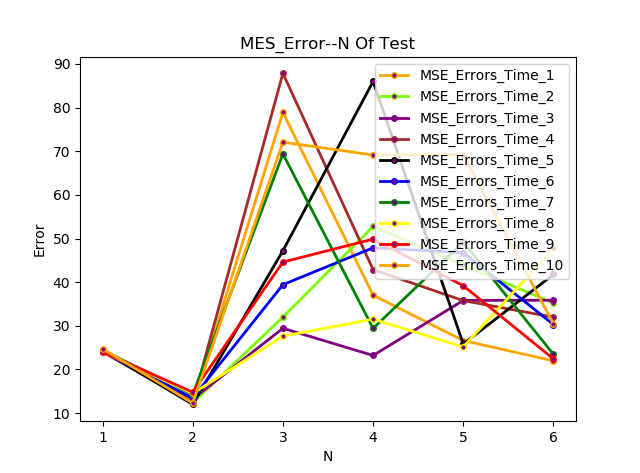 MES_Error--N Of Test
90
80
70
60
50
40
30
20
10
Error
1 2 3 4 5 6
N
MSE_Errors_Time_1
MSE_Errors_Time_2
MSE_Errors_Time_3
MSE_Errors_Time_4
MSE_Errors_Time_5
MSE_Errors_Time_6
MSE_Errors_Time_7
MSE_Errors_Time_8
MSE_Errors_Time_9
MSE_Errors_Time_10